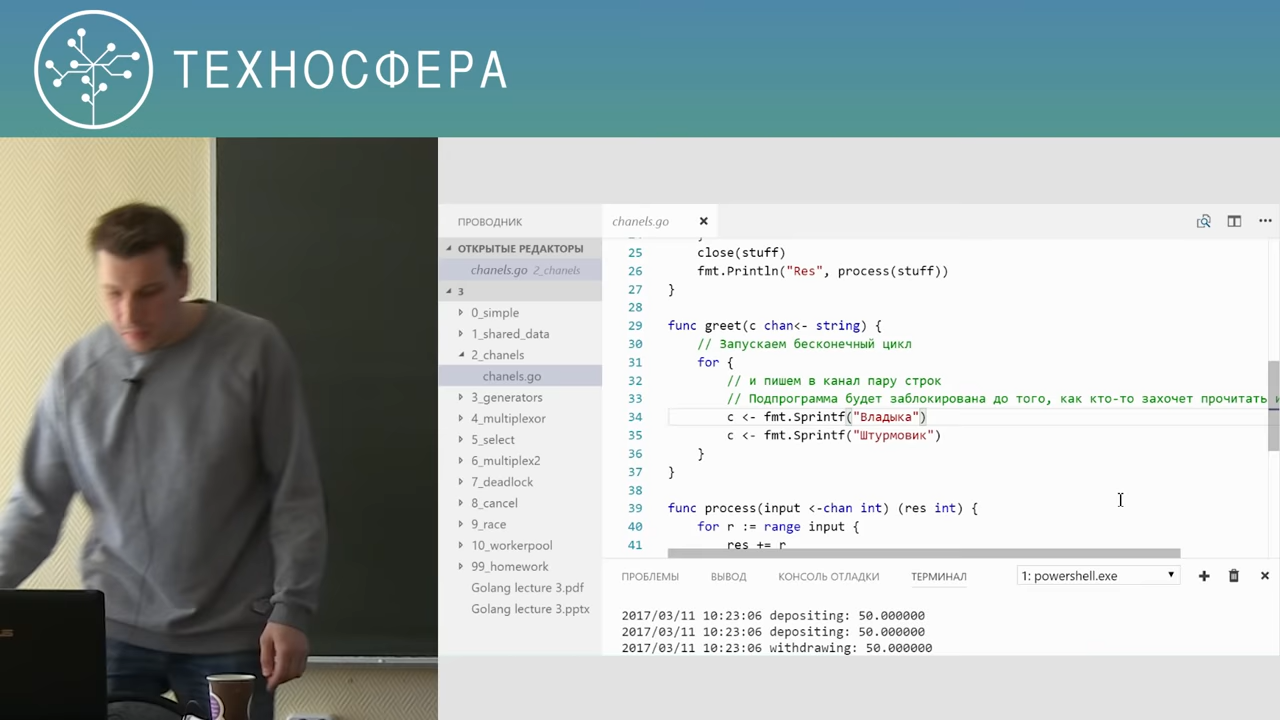 ТЕХНОСФЕРА
ПРОВОДНИК
ОТКРЫТЫЕ РЕДАКТОРЫ
chanels.go 2_chanels
3
0_simple
1_shared_data
2_chanels
chanels.go
3_generators
4_multiplexor
5_select
6_multiplex2
7_deadlock
8_cancel
9_race
10_workerpool
99_homework
Golang lecture 3.pdf
Golang lecture 3.pptx
chanels.go
25 close(stuff)
26 fmt.Println("Res", process(stuff))
27 }
28
29 func greet(c chan<- string) {
30 // Запускаем бесконечный цикл
31 for {
32 // и пишем в канал пару строк
33 // Подпрограмма будет заблокирована до того, как кто-то захочет прочитать
34 c <- fmt.Sprintf("Владыка")
35 c <- fmt.Sprintf("Штурмовик")
36 }
37 }
38
39 func process(input <-chan int) (res int) {
40 for r := range input {
41 res += r
ПРОБЛЕМЫ ВЫВОД КОНСОЛЬ ОТЛАДКИ ТЕРМИНАЛ 1: powershell.exe
2017/03/11 10:23:06 depositing: 50.000000
2017/03/11 10:23:06 depositing: 50.000000
2017/03/11 10:23:06 withdrawing: 50.000000